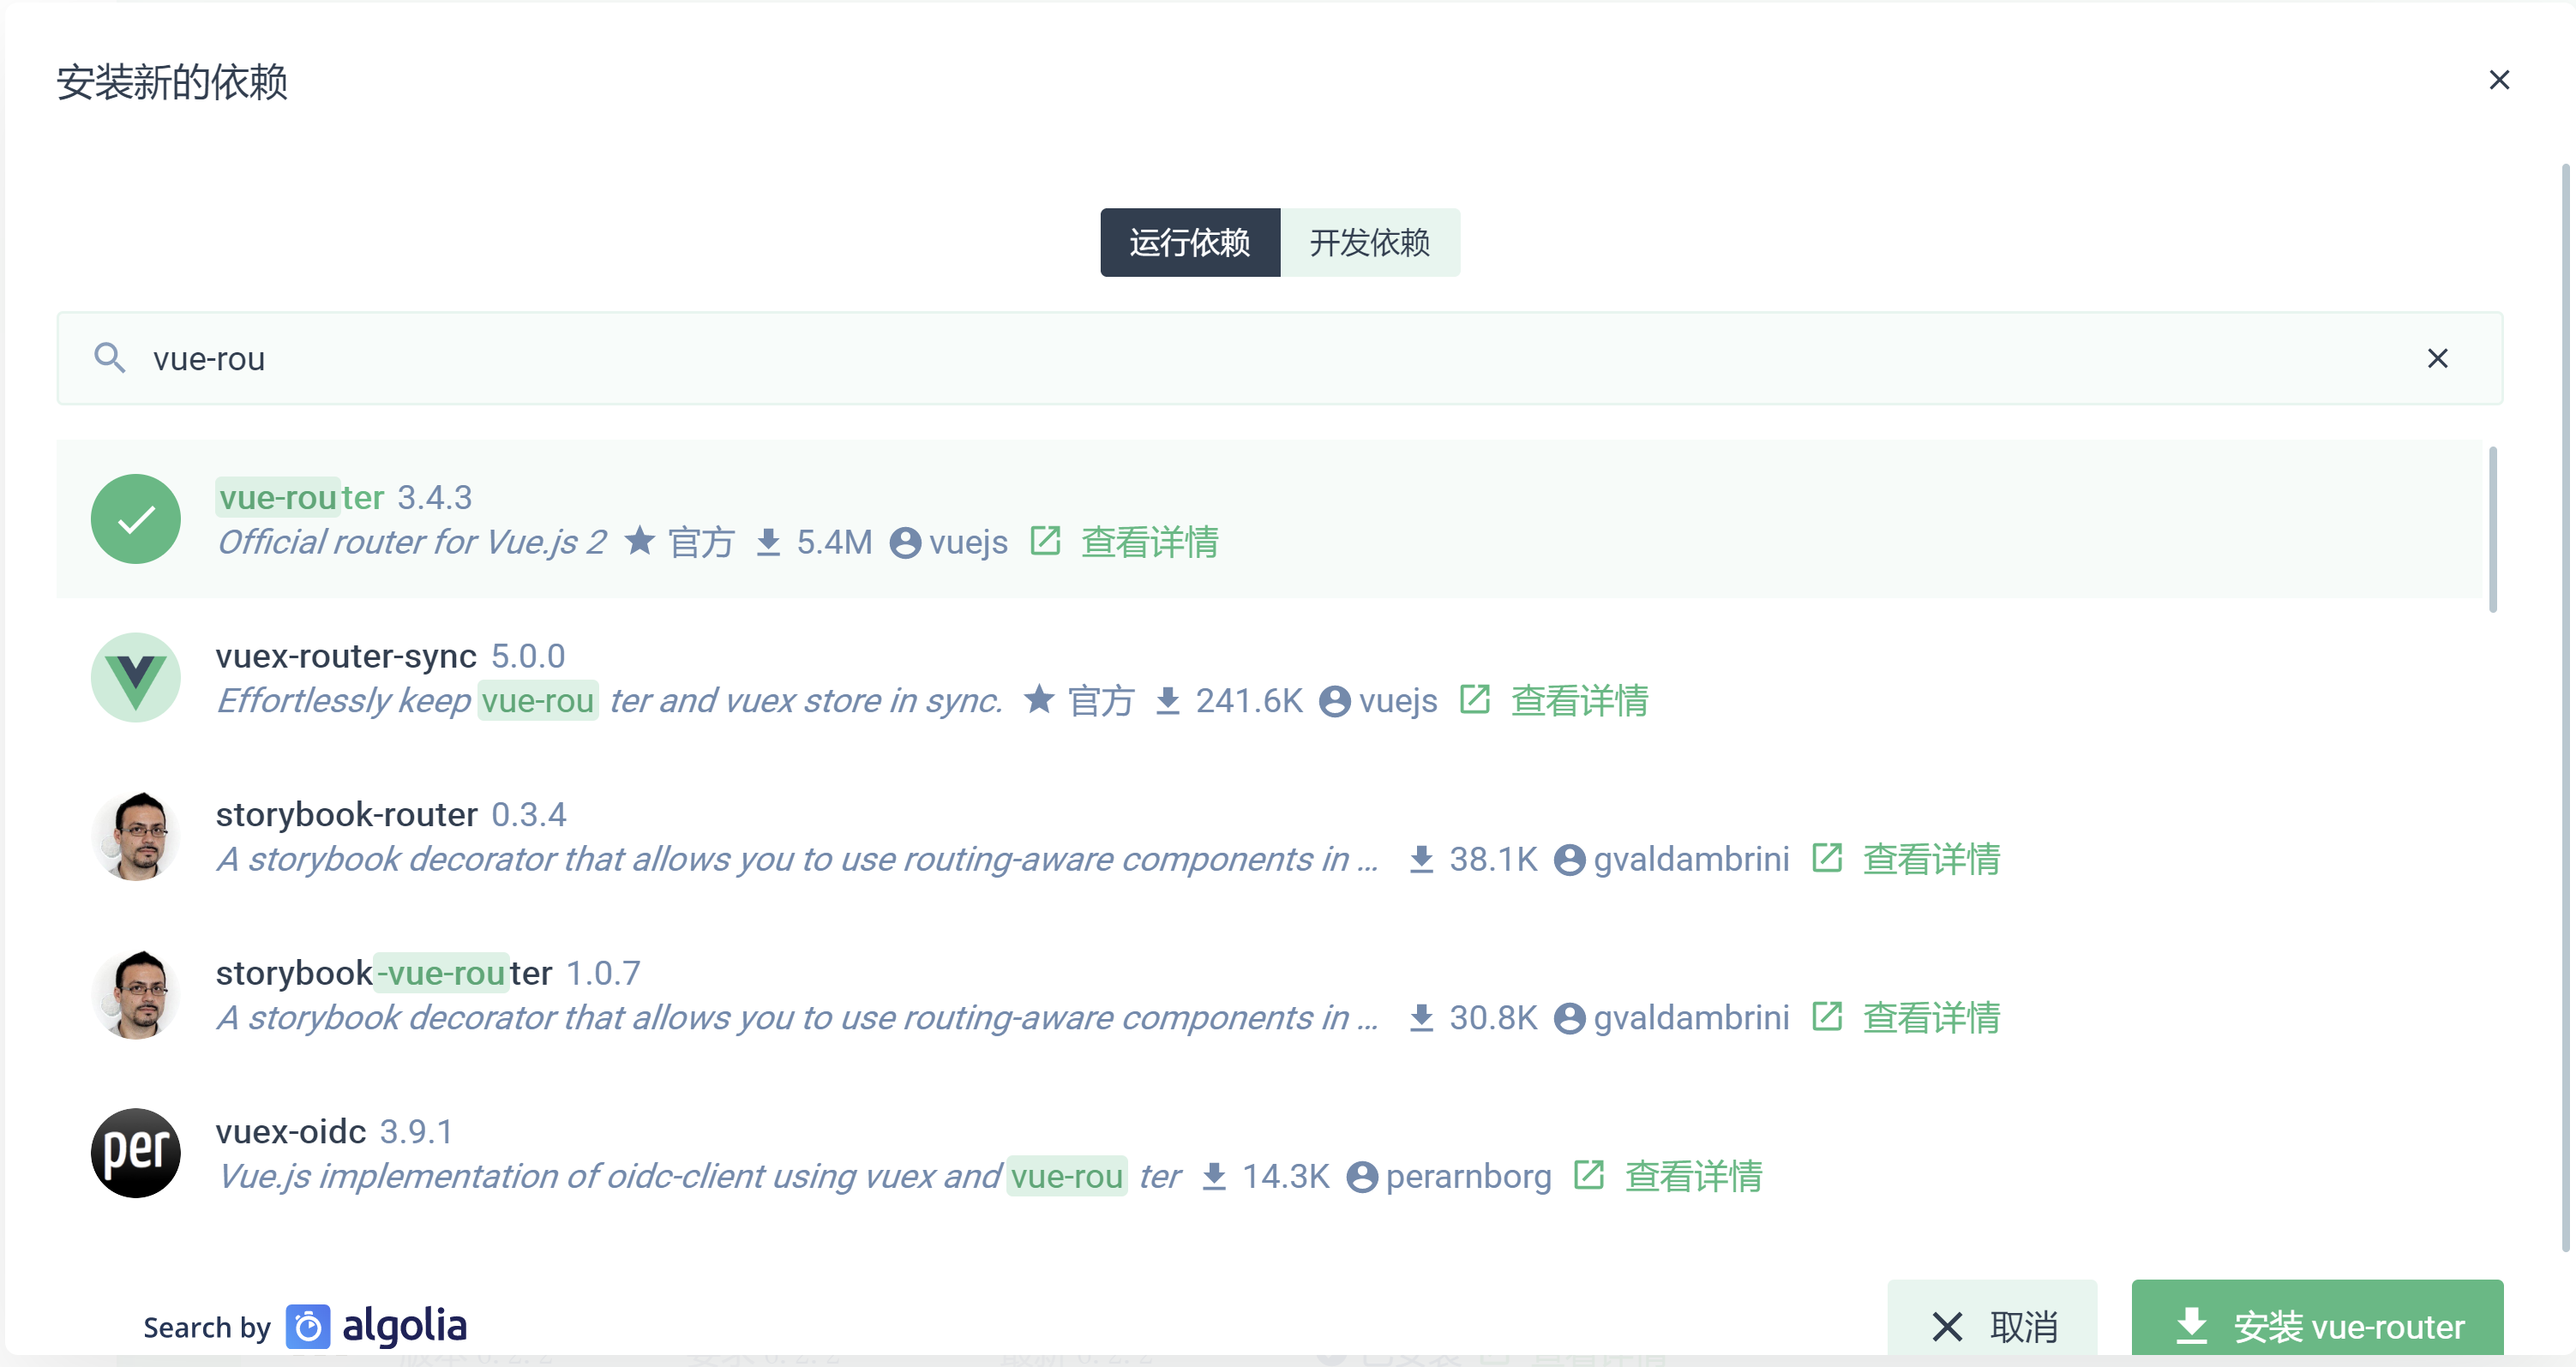 安装新的依赖
运行依赖 开发依赖
vue-rou
vue-router 3.4.3
Official router for Vue.js 2 官方 5.4M vuejs 查看详情
vuex-router-sync 5.0.0
Effortlessly keep vue-rou ter and vuex store in sync. 官方 241.6K vuejs 查看详情
storybook-router 0.3.4
A storybook decorator that allows you to use routing-aware components in ... 38.1K gvaldambrini 查看详情
storybook-vue-router 1.0.7
A storybook decorator that allows you to use routing-aware components in ... 30.8K gvaldambrini 查看详情
per
vuex-oidc 3.9.1
Vue.js implementation of oidc-client using vuex and vue-rou ter 14.3K perarnborg 查看详情
Search by algolia
取消 安装 vue-router